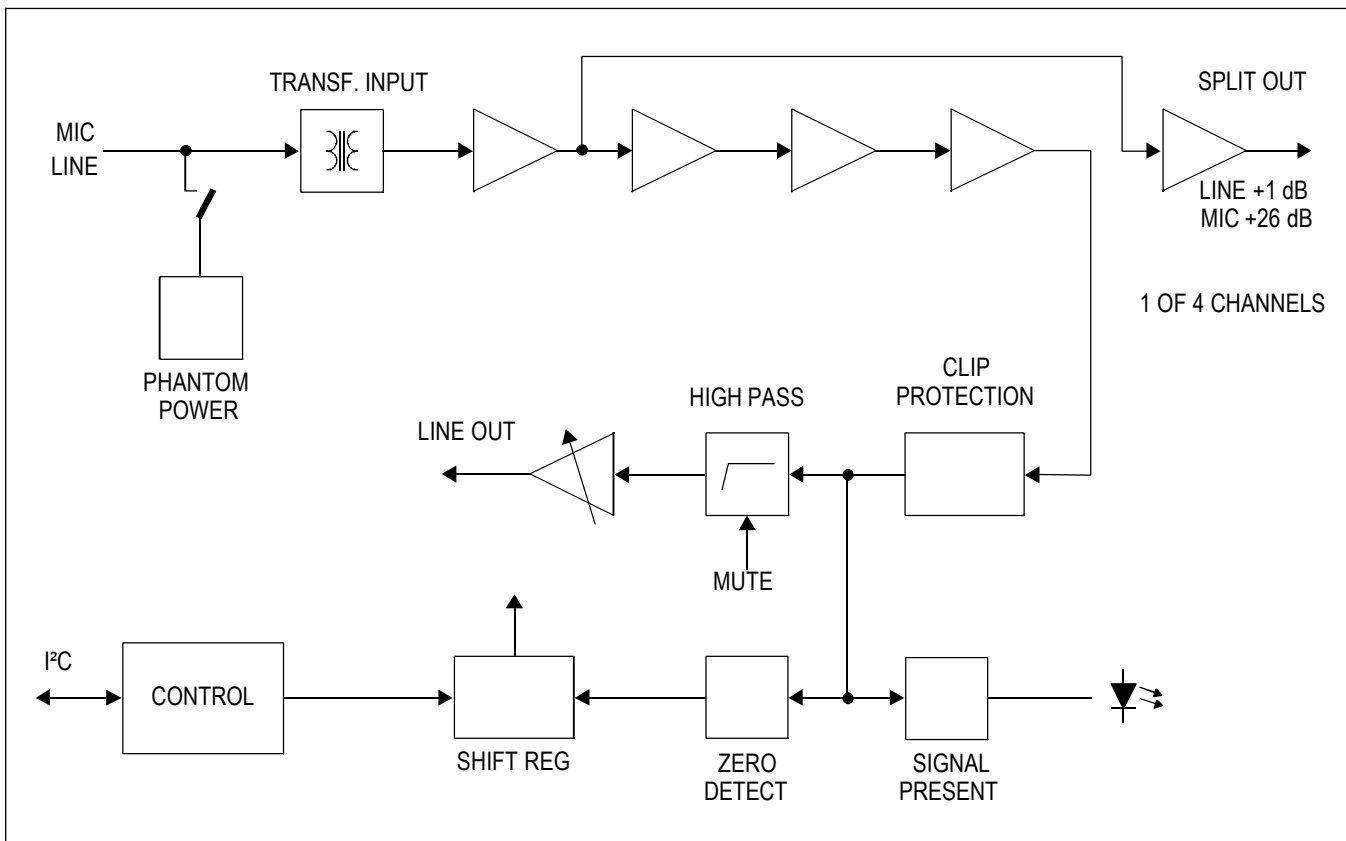 TRANSF. INPUT
SPLIT OUT
MIC
LINE
LINE +1 dB
MIC +26 dB
1 OF 4 CHANNELS
PHANTOM
POWER
CLIP
PROTECTION
HIGH PASS
LINE OUT
MUTE
I²C
CONTROL
SHIFT REG
ZERO
DETECT
SIGNAL
PRESENT